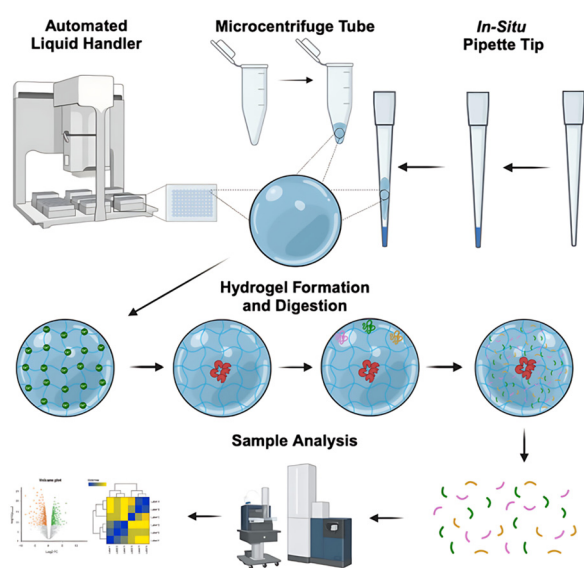 Automated
Liquid Handler
Microcentrifuge Tube
In-Situ
Pipette Tip
Hydrogel Formation
and Digestion
Sample Analysis
Volcano plot